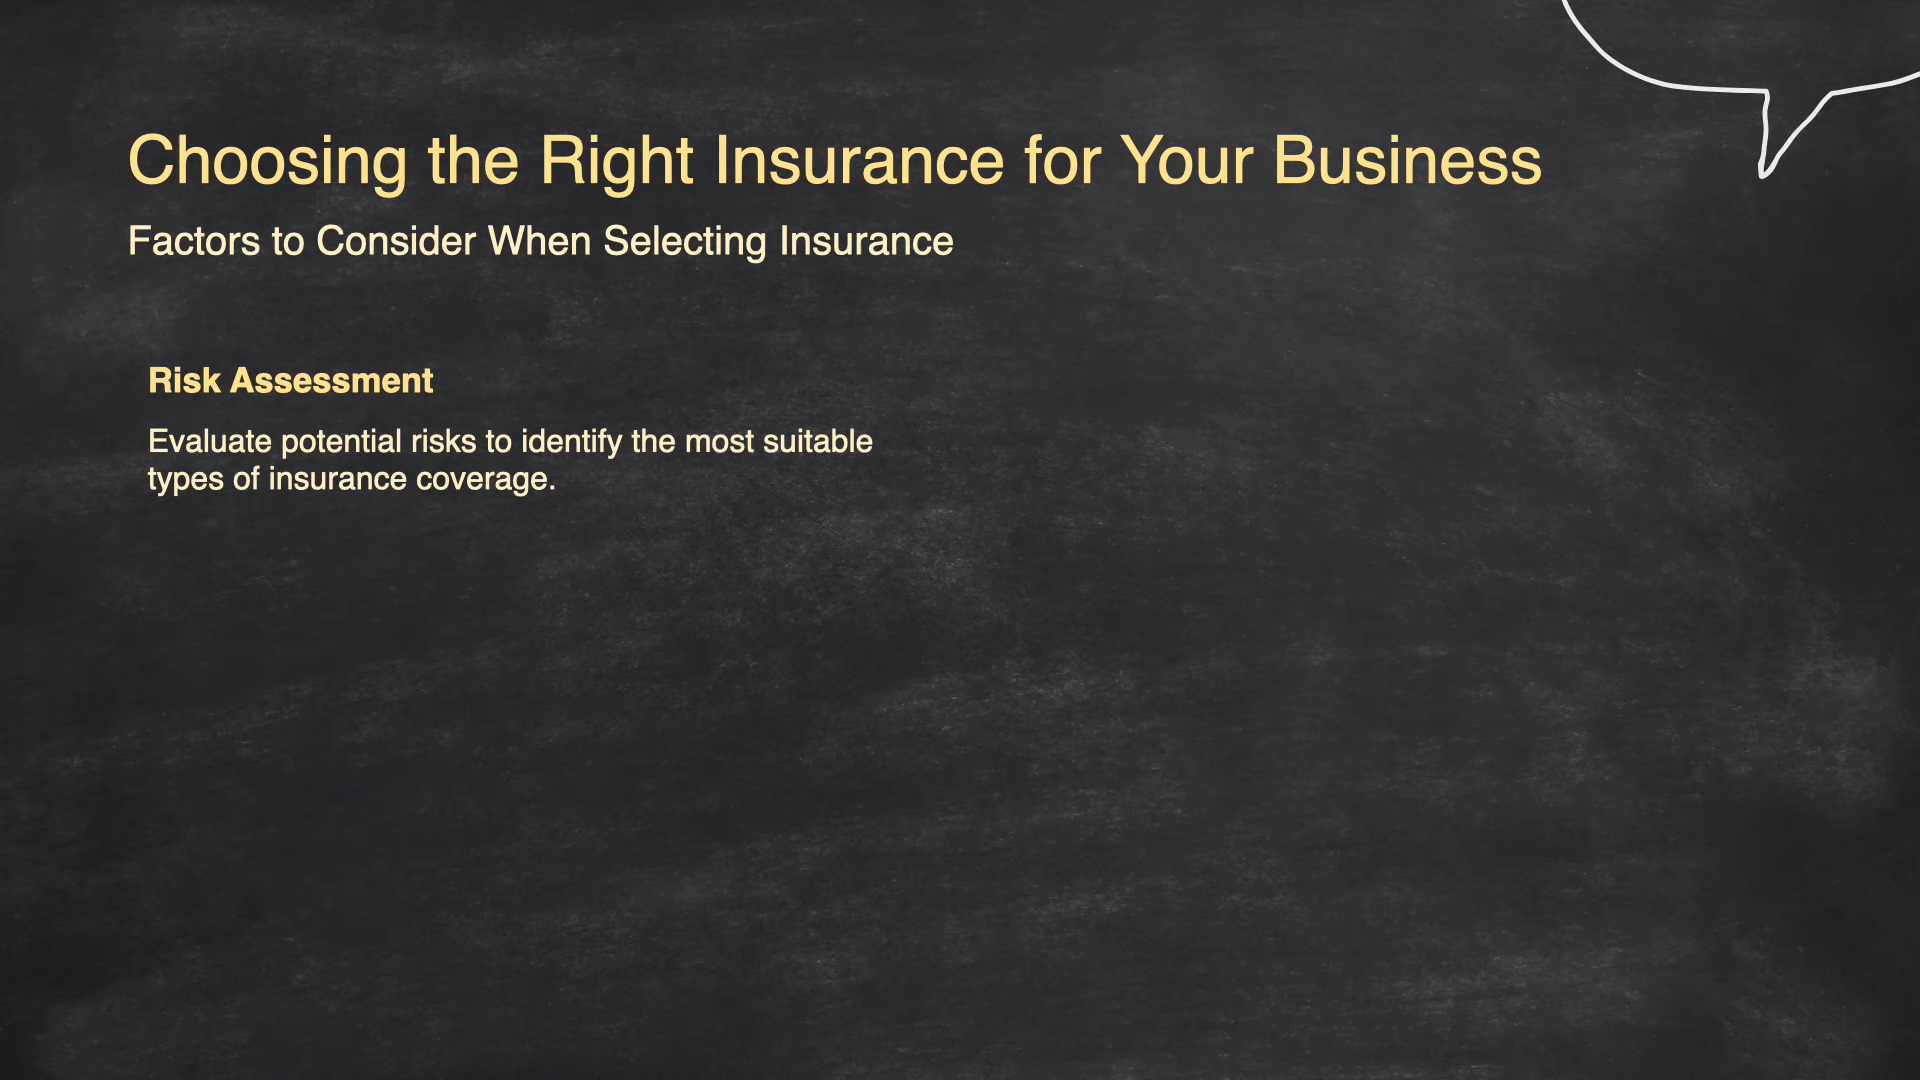 Choosing the Right Insurance for Your Business
Factors to Consider When Selecting Insurance
Risk Assessment
Evaluate potential risks to identify the most suitable
types of insurance coverage.